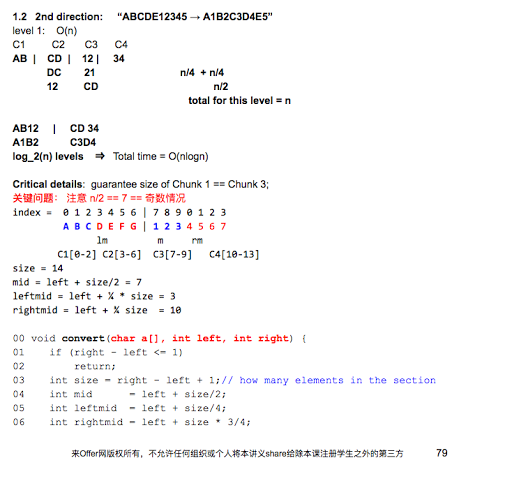 1.2 2nd direction: “ABCDE12345 → A1B2C3D4E5”
level 1: O(n)
C1 C2 C3 C4
AB | CD | 12 | 34
DC 21 n/4 + n/4
12 CD n/2
total for this level = n
AB12 | CD 34
A1B2 C3D4
log_2(n) levels ⇒ Total time = O(nlogn)
Critical details: guarantee size of Chunk 1 == Chunk 3;
关键问题： 注意 n/2 == 7 == 奇数情况
index = 0 1 2 3 4 5 6 | 7 8 9 0 1 2 3
A B C D E F G | 1 2 3 4 5 6 7
lm m rm
C1[0-2] C2[3-6] C3[7-9] C4[10-13]
size = 14
mid = left + size/2 = 7
leftmid = left + ¼ * size = 3
rightmid = left + ¾ size = 10
00 void convert(char a[], int left, int right) {
01 if (right - left <= 1)
02 return;
03 int size = right - left + 1;// how many elements in the section
04 int mid = left + size/2;
05 int leftmid = left + size/4;
06 int rightmid = left + size * 3/4;
来Offer网版权所有，不允许任何组织或个人将本讲义share给除本课注册学生之外的第三方 79